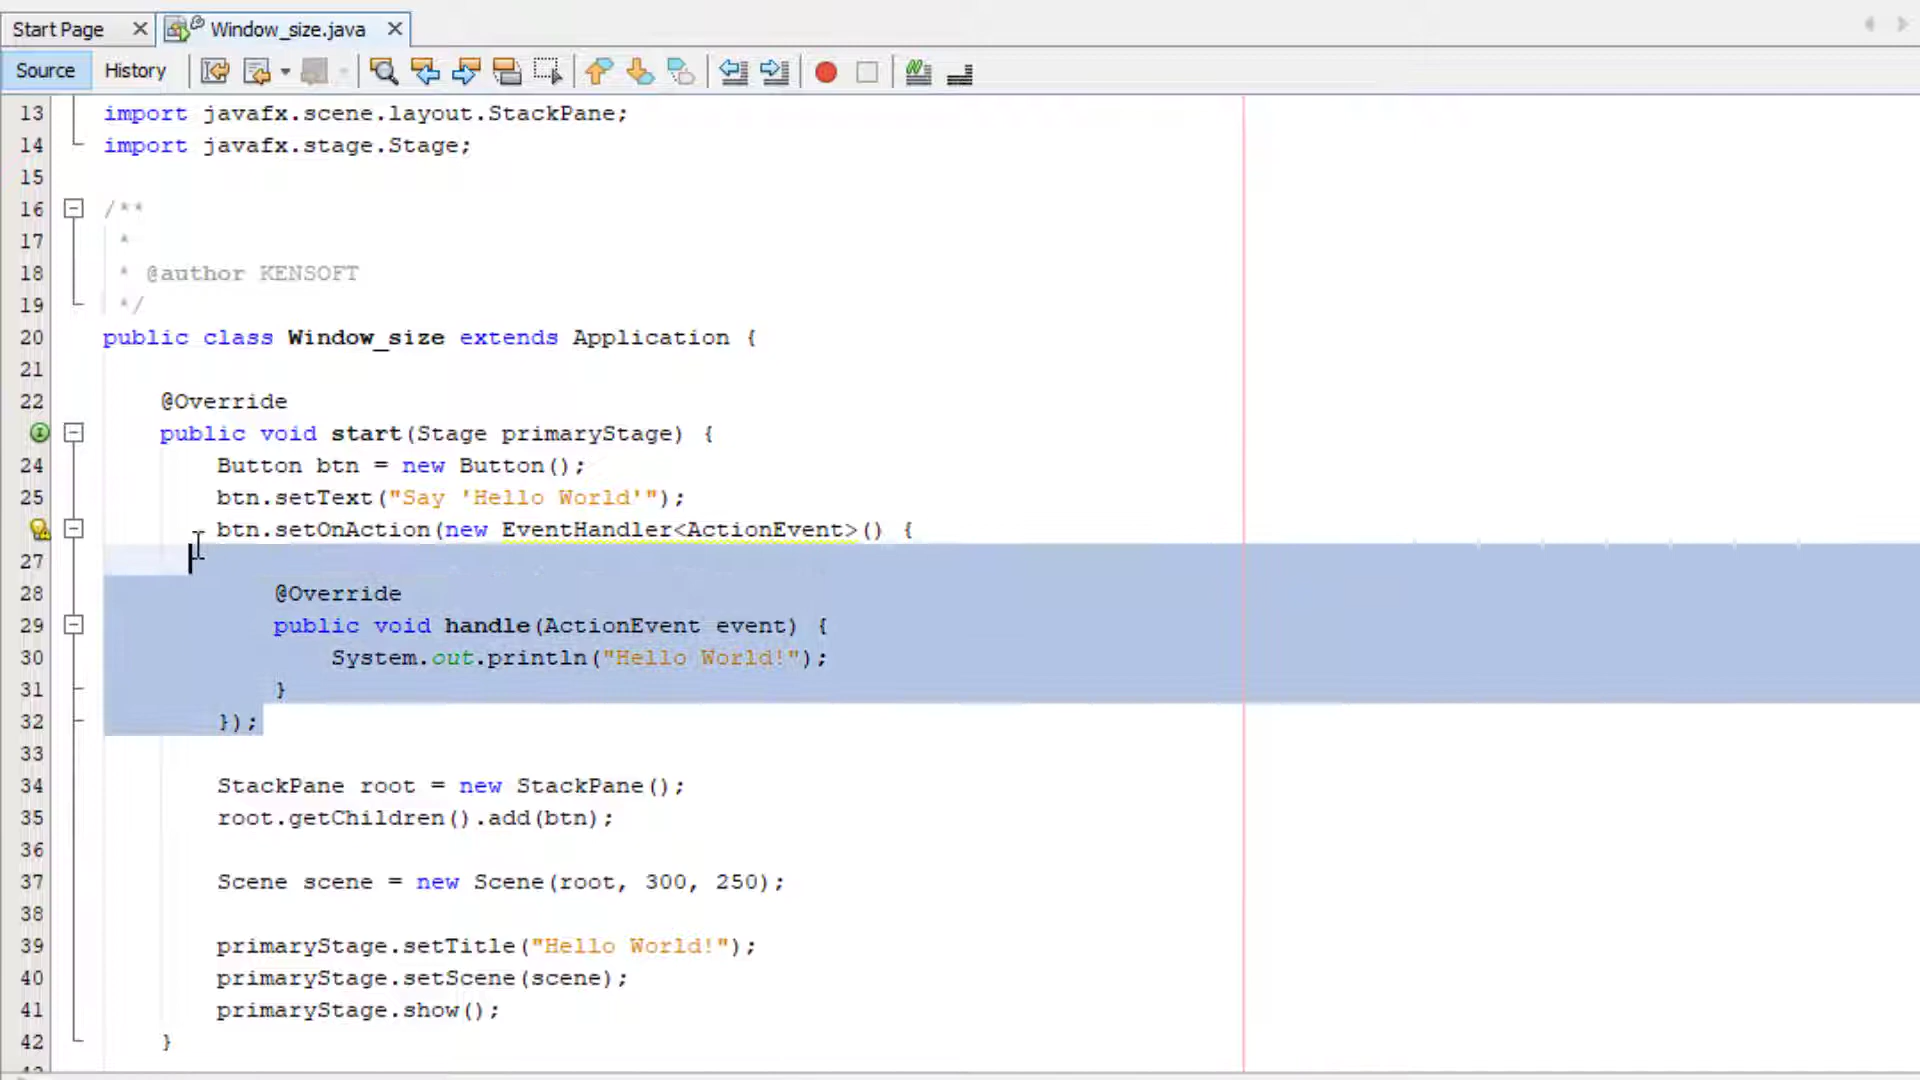 Start Page
Window_size.java
Source
History
13 import javafx.scene.layout.StackPane;
14 import javafx.stage.Stage;
15
16 /**
17 *
18 * @author KENSOFT
19 */
20 public class Window_size extends Application {
21
22 @Override
public void start(Stage primaryStage) {
24 Button btn = new Button();
25 btn.setText("Say 'Hello World'");
btn.setOnAction(new EventHandler<ActionEvent>() {
27
28 @Override
29 public void handle(ActionEvent event) {
30 System.out.println("Hello World!");
31 }
32 });
33
34 StackPane root = new StackPane();
35 root.getChildren().add(btn);
36
37 Scene scene = new Scene(root, 300, 250);
38
39 primaryStage.setTitle("Hello World!");
40 primaryStage.setScene(scene);
41 primaryStage.show();
42 }